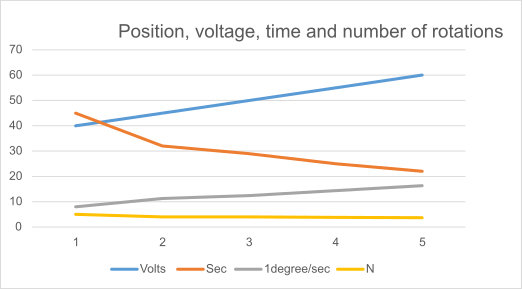 Position, voltage, time and number of rotations
70
60
50
40
30
20
10
0
1 2 3 4 5
Volts Sec 1degree/sec N